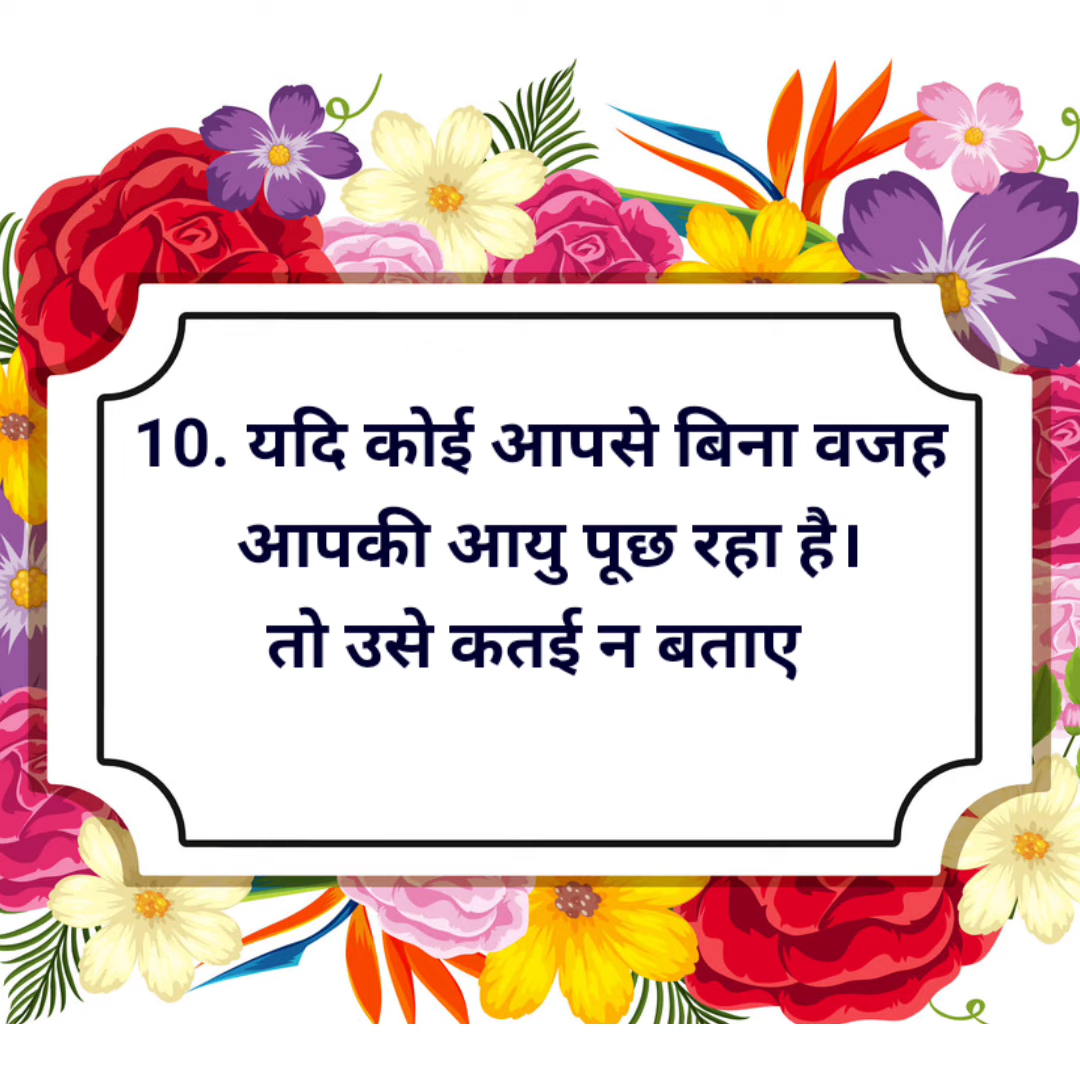 10. यदि कोई आपसे बिना वजह
आपकी आयु पूछ रहा है।
तो उसे कतई न बताए